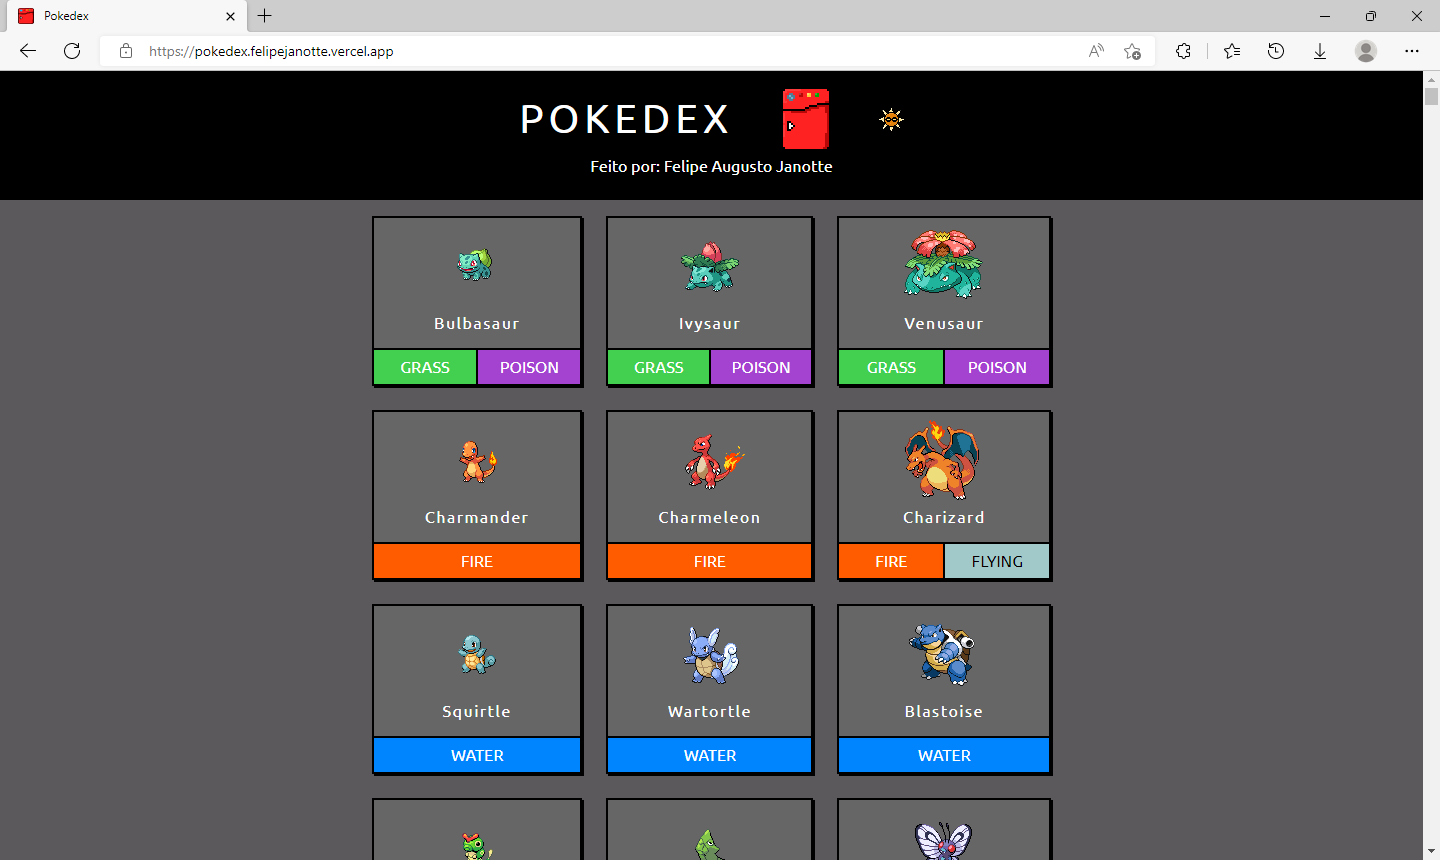 Pokedex
https://pokedex.felipejanotte.vercel.app
POKEDEX
Feito por: Felipe Augusto Janotte
Bulbasaur
GRASS POISON
Ivysaur
GRASS POISON
Venusaur
GRASS POISON
Charmander
FIRE
Charmeleon
FIRE
Charizard
FIRE FLYING
Squirtle
WATER
Wartortle
WATER
Blastoise
WATER